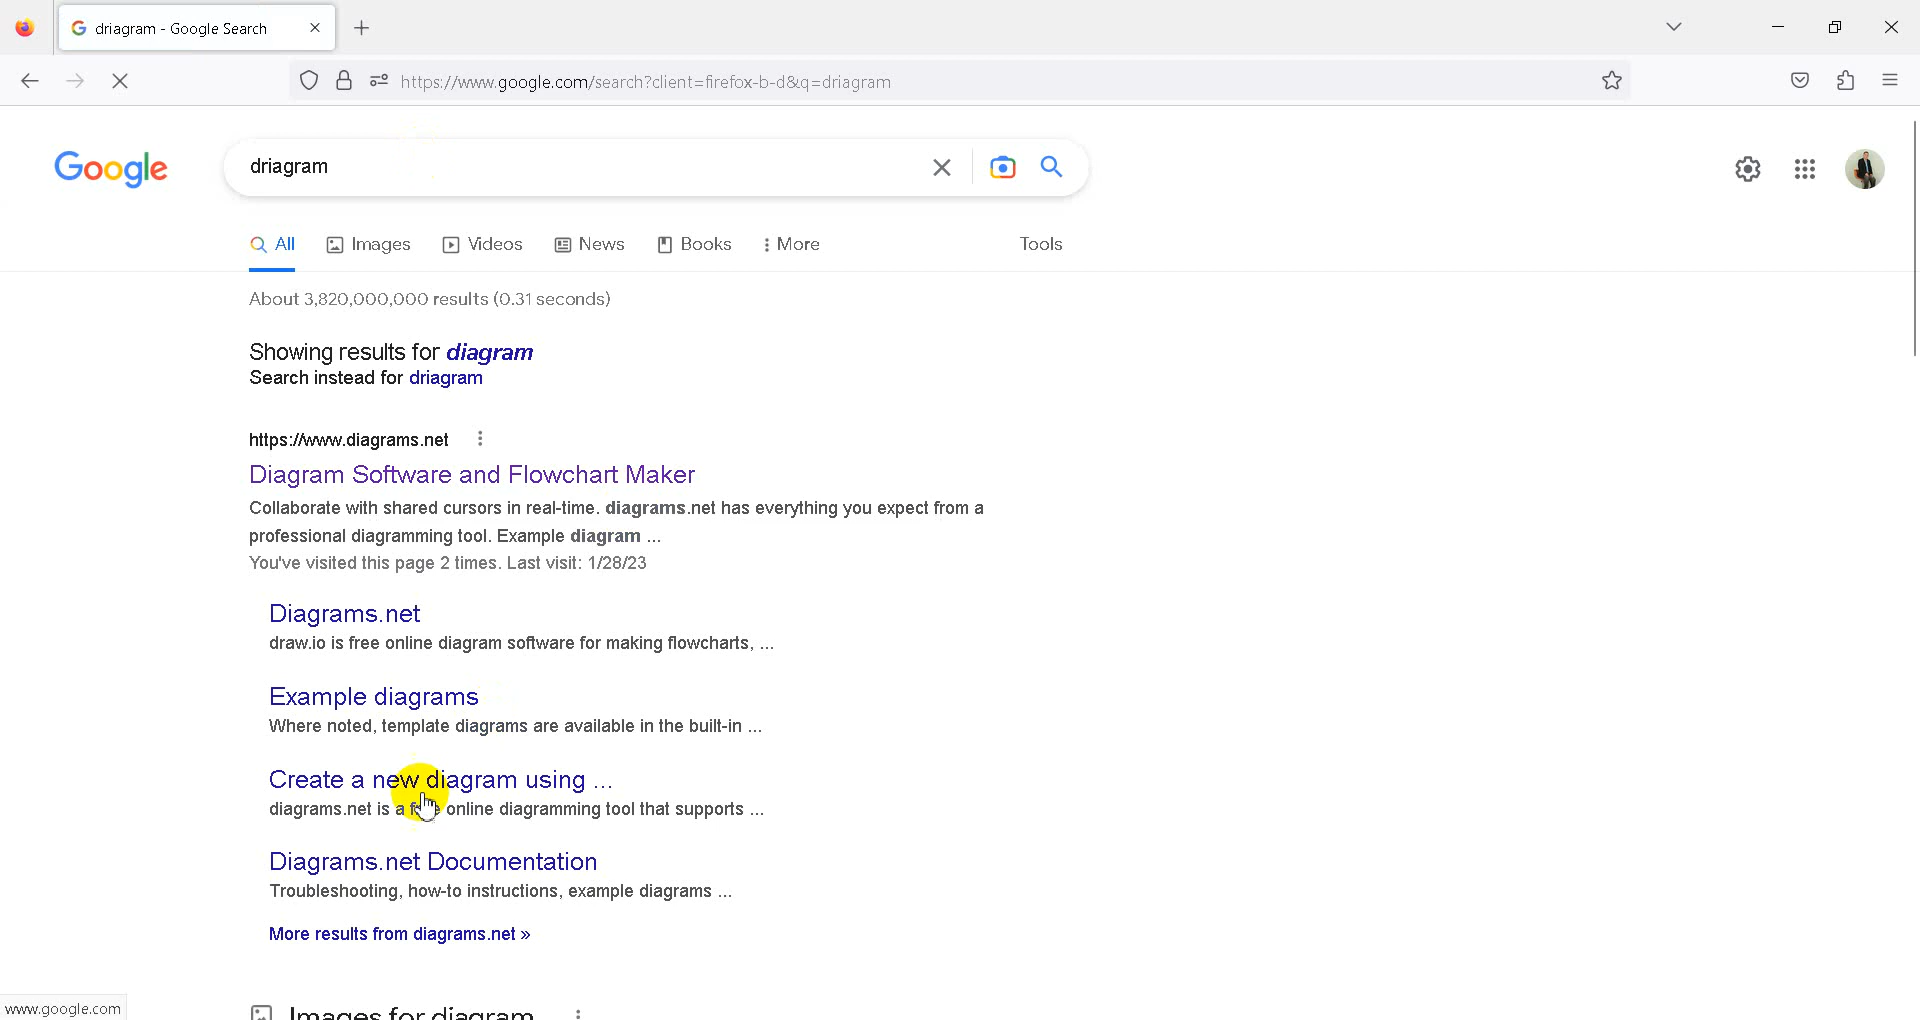 driagram - Google Search
https://www.google.com/search?client=firefox-b-d&q=driagram
Google
driagram
All
Images
Videos
News
Books
More
Tools
About 3,820,000,000 results (0.31 seconds)
Showing results for diagram
Search instead for driagram
https://www.diagrams.net
Diagram Software and Flowchart Maker
Collaborate with shared cursors in real-time. diagrams.net has everything you expect from a
professional diagramming tool. Example diagram ...
You've visited this page 2 times. Last visit: 1/28/23
Diagrams.net
draw.io is free online diagram software for making flowcharts, ...
Example diagrams
Where noted, template diagrams are available in the built-in ...
Create a new diagram using ...
diagrams.net is a free online diagramming tool that supports ...
Diagrams.net Documentation
Troubleshooting, how-to instructions, example diagrams ...
More results from diagrams.net »
Images for diagram
www.google.com